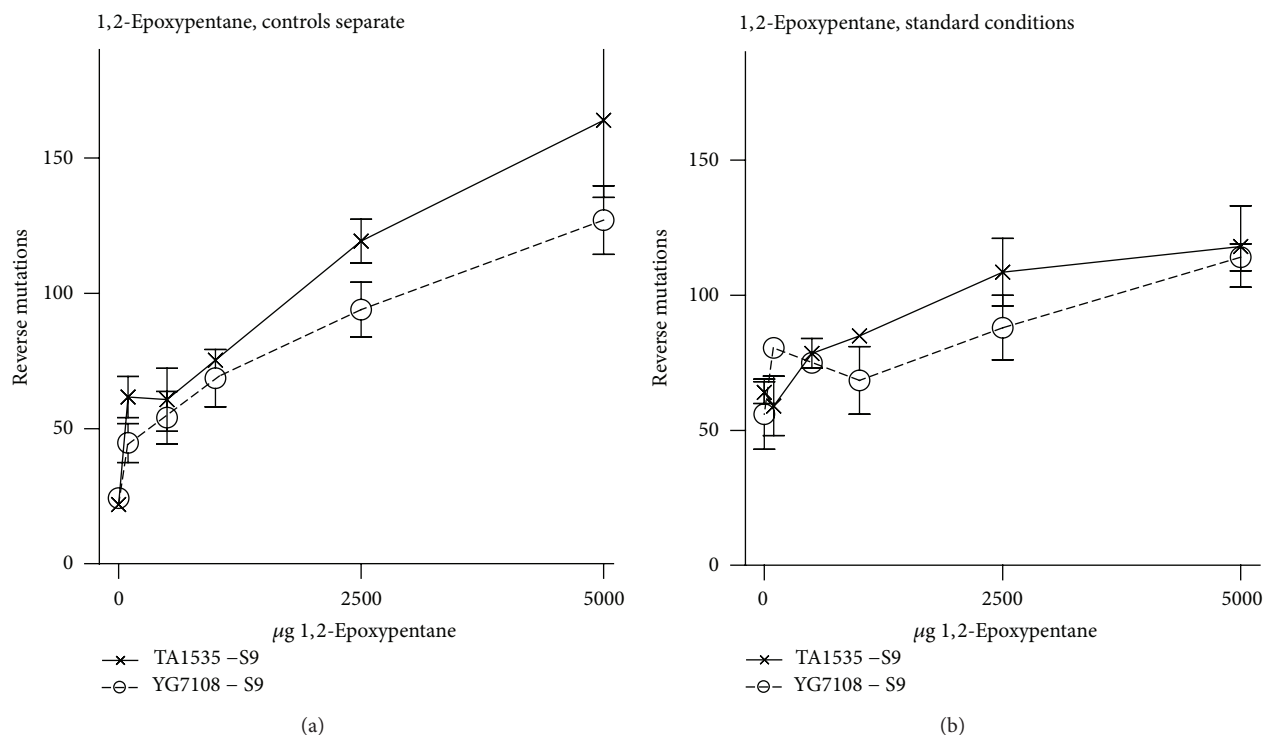 1,2-Epoxypentane, controls separate
150
100
50
0
Reverse mutations
0 2500 5000
μg 1,2-Epoxypentane
TA1535 −S9
YG7108 − S9
(a)
1,2-Epoxypentane, standard conditions
150
100
50
0
Reverse mutations
0 2500 5000
μg 1,2-Epoxypentane
TA1535 −S9
YG7108 − S9
(b)